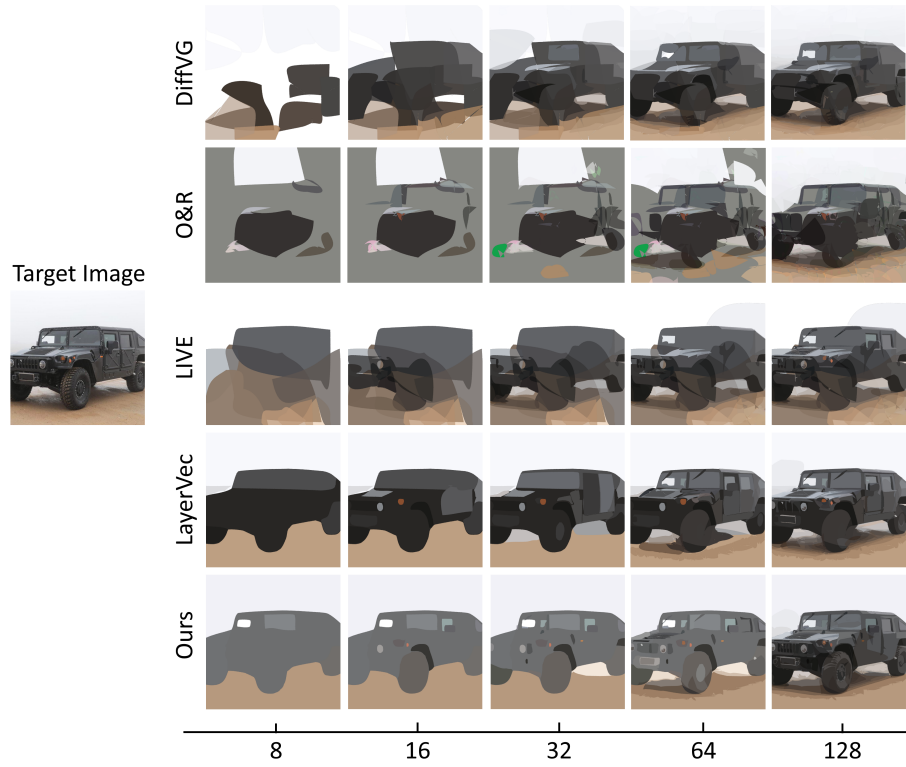 DiffVG
O&R
Target Image
LIVE
LayerVec
Ours
8 16 32 64 128